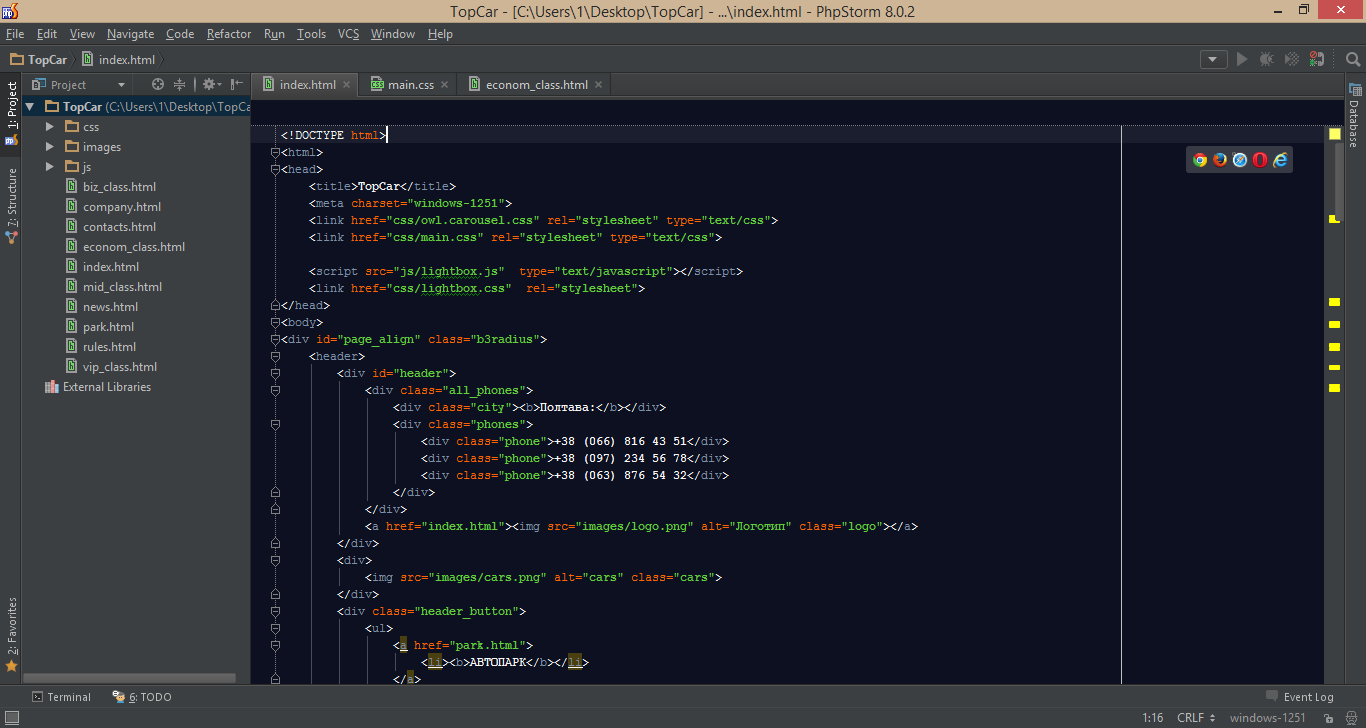 TopCar - [C:\Users\1\Desktop\TopCar] - ...\index.html - PhpStorm 8.0.2
File Edit View Navigate Code Refactor Run Tools VCS Window Help
TopCar index.html
Project
index.html main.css econom_class.html
1: Project
7: Structure
2: Favorites
Database
TopCar (C:\Users\1\Desktop\TopCa
css
images
js
biz_class.html
company.html
contacts.html
econom_class.html
index.html
mid_class.html
news.html
park.html
rules.html
vip_class.html
External Libraries
<!DOCTYPE html>
<html>
<head>
<title>TopCar</title>
<meta charset="windows-1251">
<link href="css/owl.carousel.css" rel="stylesheet" type="text/css">
<link href="css/main.css" rel="stylesheet" type="text/css">
<script src="js/lightbox.js"  type="text/javascript"></script>
<link href="css/lightbox.css"  rel="stylesheet">
</head>
<body>
<div id="page_align" class="b3radius">
<header>
<div id="header">
<div class="all_phones">
<div class="city"><b>Полтава:</b></div>
<div class="phones">
<div class="phone">+38 (066) 816 43 51</div>
<div class="phone">+38 (097) 234 56 78</div>
<div class="phone">+38 (063) 876 54 32</div>
</div>
</div>
<a href="index.html"><img src="images/logo.png" alt="Логотип" class="logo"></a>
</div>
<div>
<img src="images/cars.png" alt="cars" class="cars">
</div>
<div class="header_button">
<ul>
<a href="park.html">
<li><b>АВТОПАРК</b></li>
</a>
Terminal 6: TODO Event Log
1:16 CRLF windows-1251